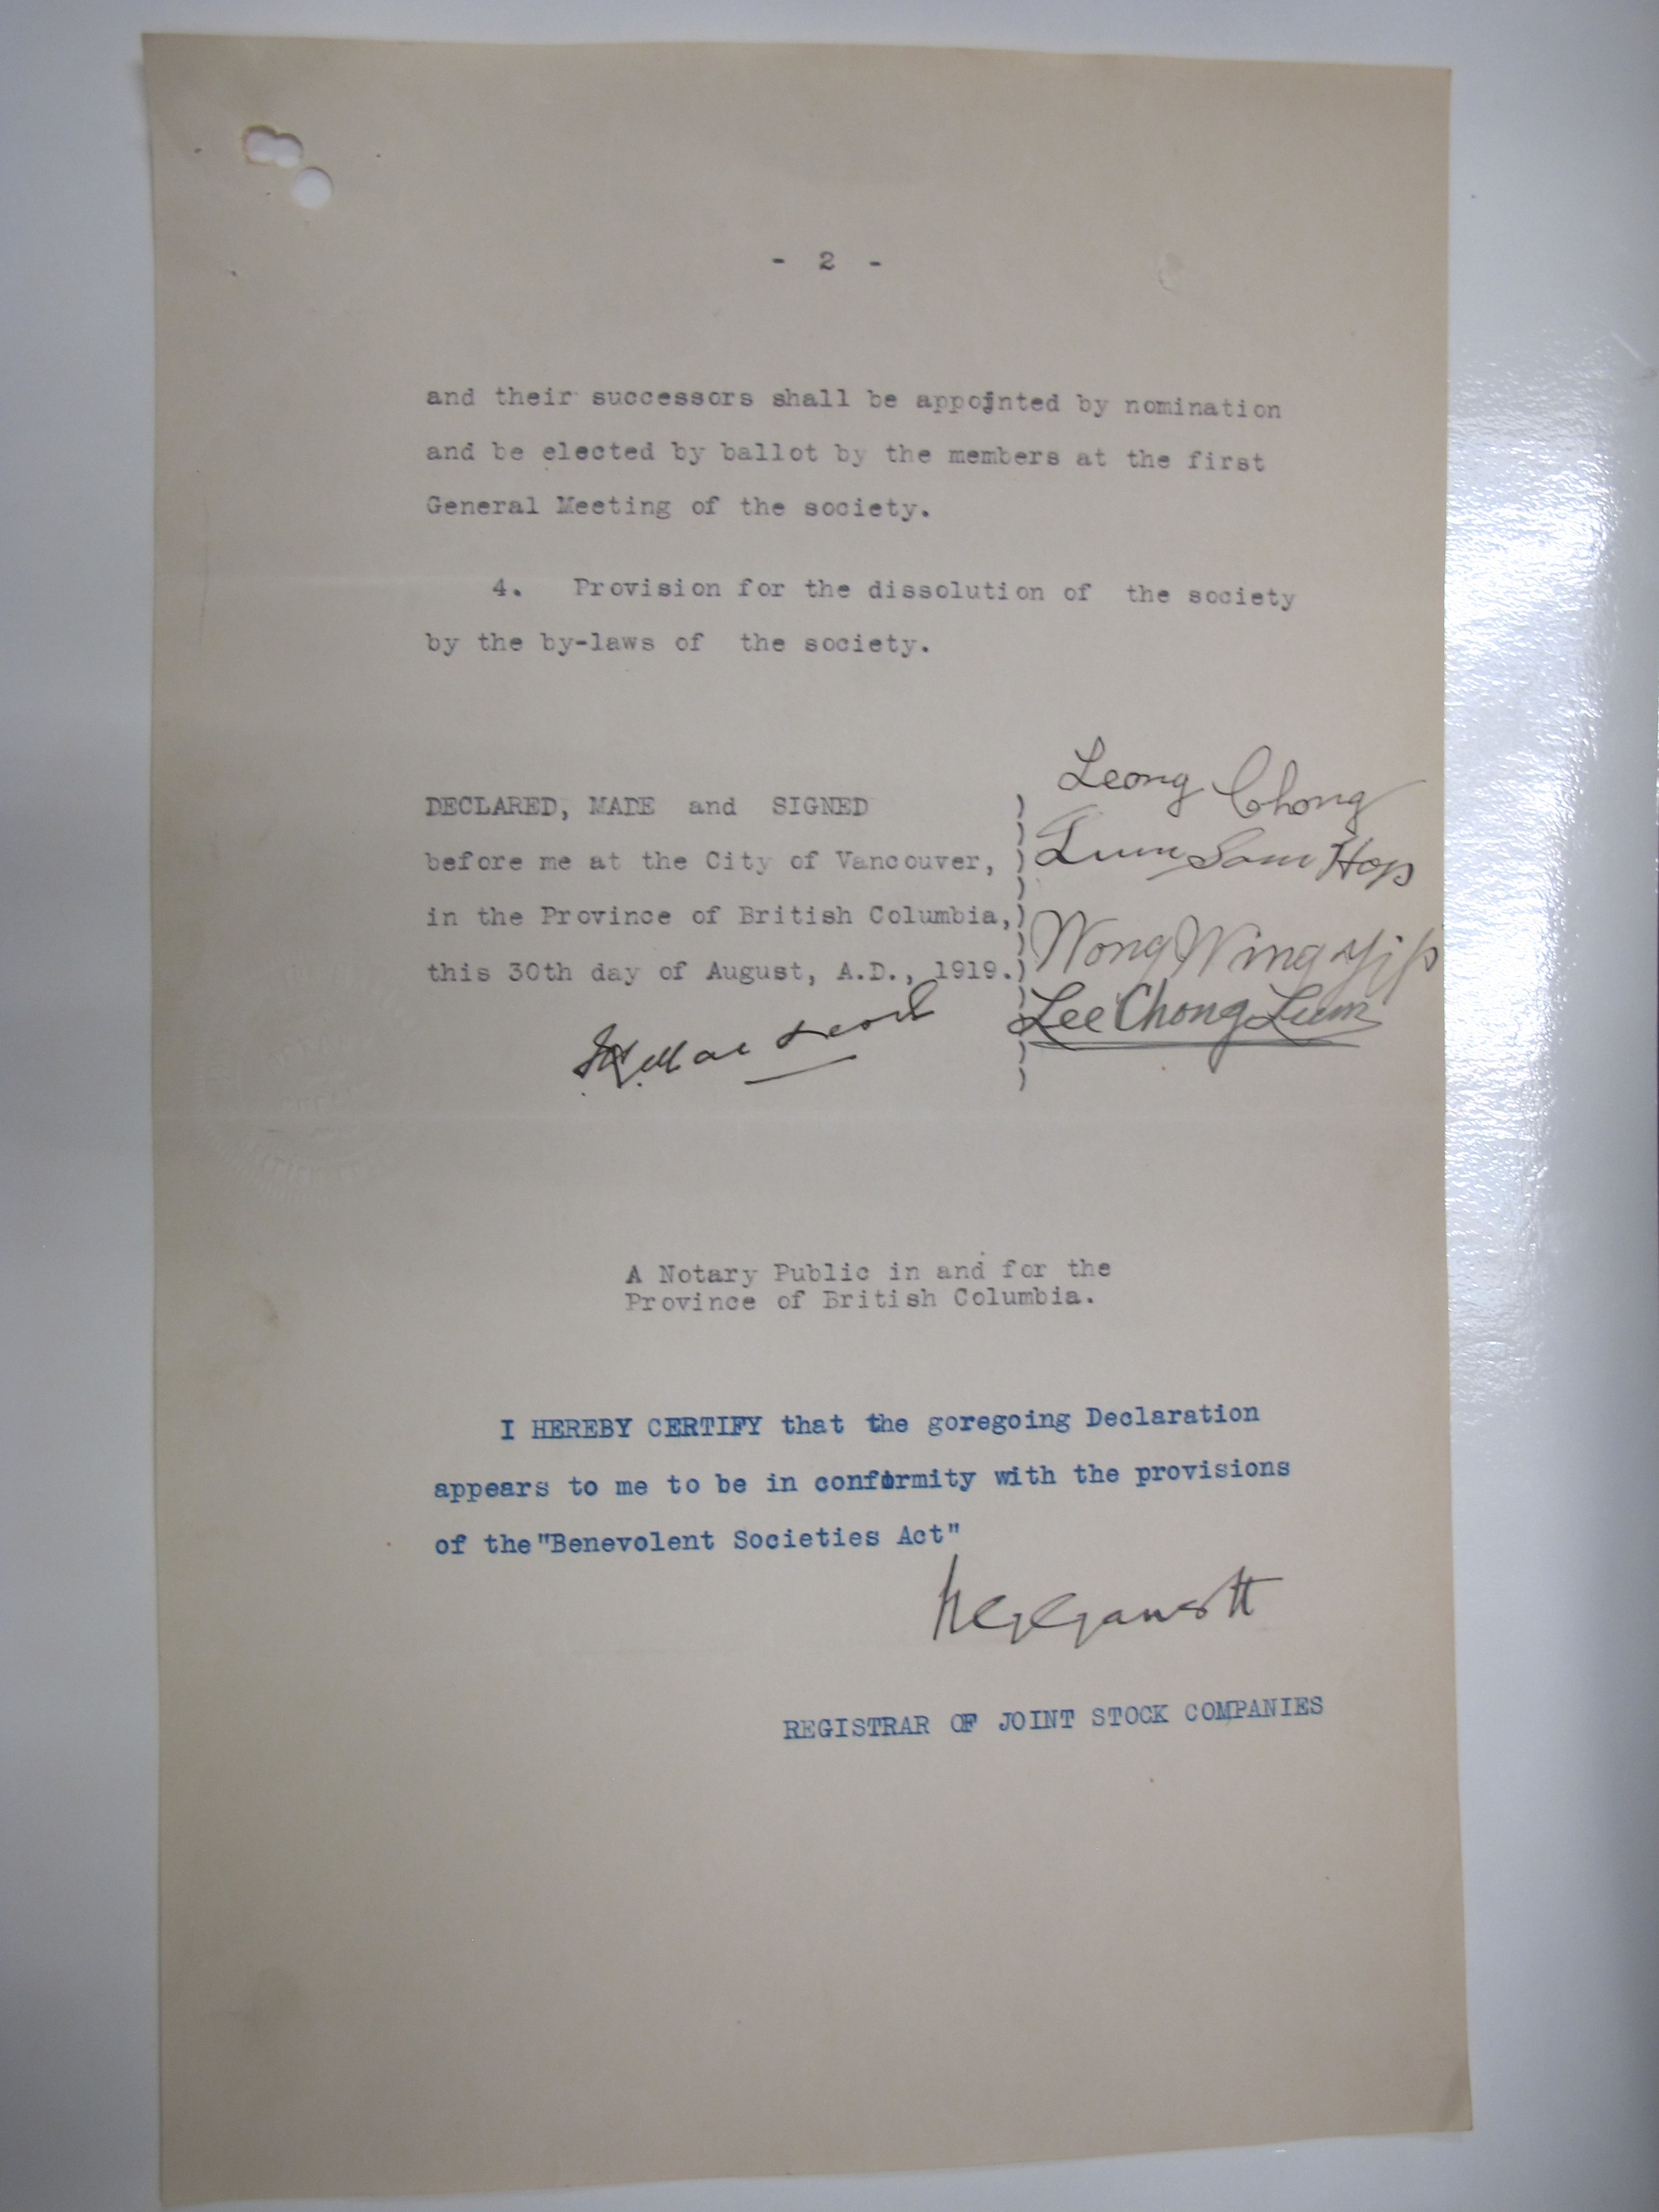 - 2 -
and their successors shall be appointed by nomination
and be elected by ballot by the members at the first
General Meeting of the society.
4. Provision for the dissolution of the society
by the by-laws of the society.
Leong Chong
DECLARED, MADE and SIGNED )
before me at the City of Vancouver, ) Lum Sam Hop
in the Province of British Columbia, ) Wong Wing Yip
this 30th day of August, A.D., 1919. )
Lee Chong Lum
A Notary Public in and for the
Province of British Columbia.
I HEREBY CERTIFY that the goregoing Declaration
appears to me to be in conformity with the provisions
of the "Benevolent Societies Act"
REGISTRAR OF JOINT STOCK COMPANIES